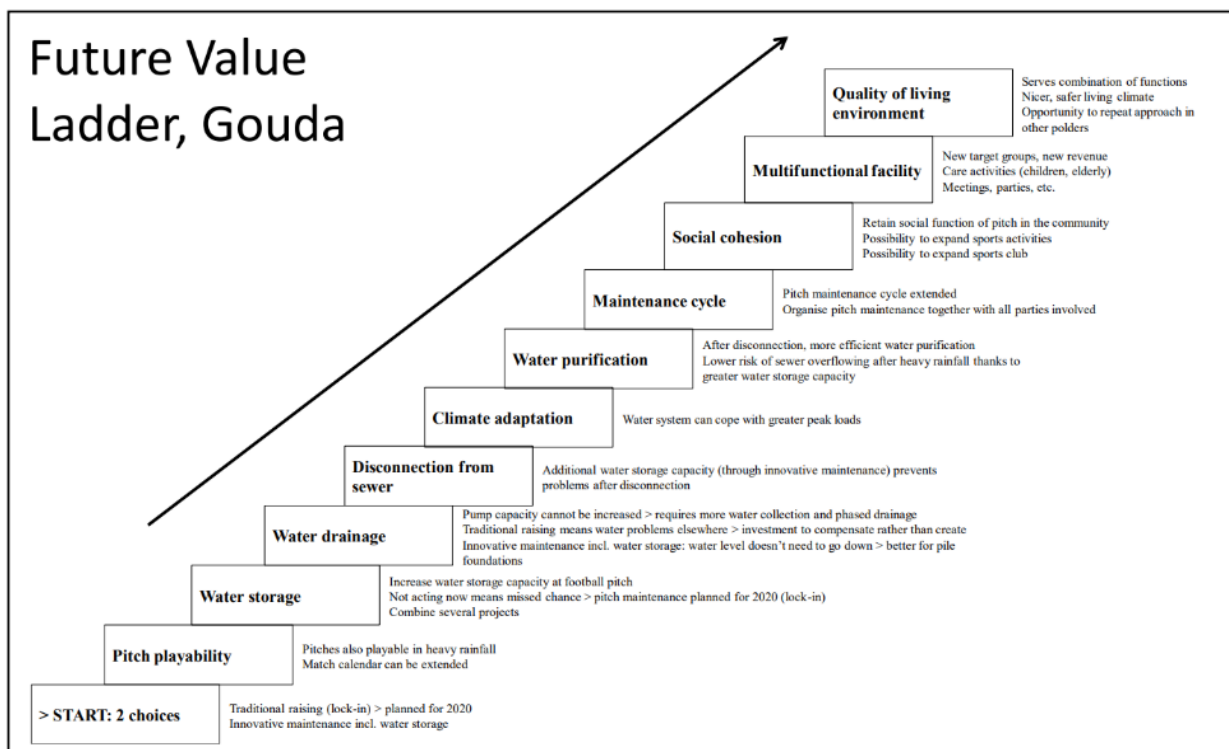 Future Value
Ladder, Gouda
Quality of living
environment
Serves combination of functions
Nicer, safer living climate
Opportunity to repeat approach in
other polders
Multifunctional facility
New target groups, new revenue
Care activities (children, elderly)
Meetings, parties, etc.
Social cohesion
Retain social function of pitch in the community
Possibility to expand sports activities
Possibility to expand sports club
Maintenance cycle
Pitch maintenance cycle extended
Organise pitch maintenance together with all parties involved
Water purification
After disconnection, more efficient water purification
Lower risk of sewer overflowing after heavy rainfall thanks to
greater water storage capacity
Climate adaptation
Water system can cope with greater peak loads
Disconnection from
sewer
Additional water storage capacity (through innovative maintenance) prevents
problems after disconnection
Water drainage
Pump capacity cannot be increased > requires more water collection and phased drainage
Traditional raising means water problems elsewhere > investment to compensate rather than create
Innovative maintenance incl. water storage: water level doesn't need to go down > better for pile
foundations
Water storage
Increase water storage capacity at football pitch
Not acting now means missed chance > pitch maintenance planned for 2020 (lock-in)
Combine several projects
Pitch playability
Pitches also playable in heavy rainfall
Match calendar can be extended
> START: 2 choices
Traditional raising (lock-in) > planned for 2020
Innovative maintenance incl. water storage